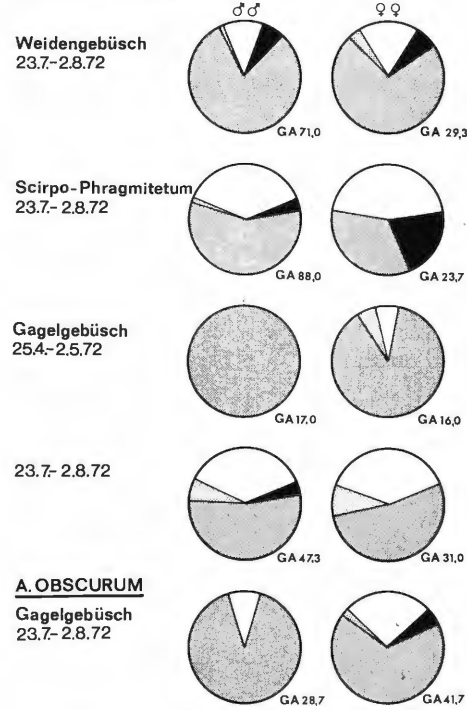 ♂♂ ♀♀
Weidengebüsch
23.7.-2.8.72
GA 71,0 GA 29,3
Scirpo-Phragmitetum
23.7.-2.8.72
GA 88,0 GA 23,7
Gagelgebüsch
25.4.-2.5.72
GA 17,0 GA 16,0
23.7.-2.8.72
GA 47,3 GA 31,0
A. OBSCURUM
Gagelgebüsch
23.7.-2.8.72
GA 28,7 GA 41,7